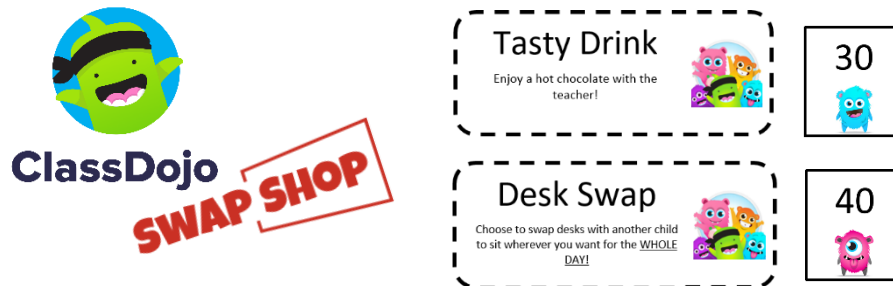 ClassDojo
SWAP SHOP
Tasty Drink
Enjoy a hot chocolate with the
teacher!
30
Desk Swap
Choose to swap desks with another child
to sit wherever you want for the WHOLE
DAY!
40